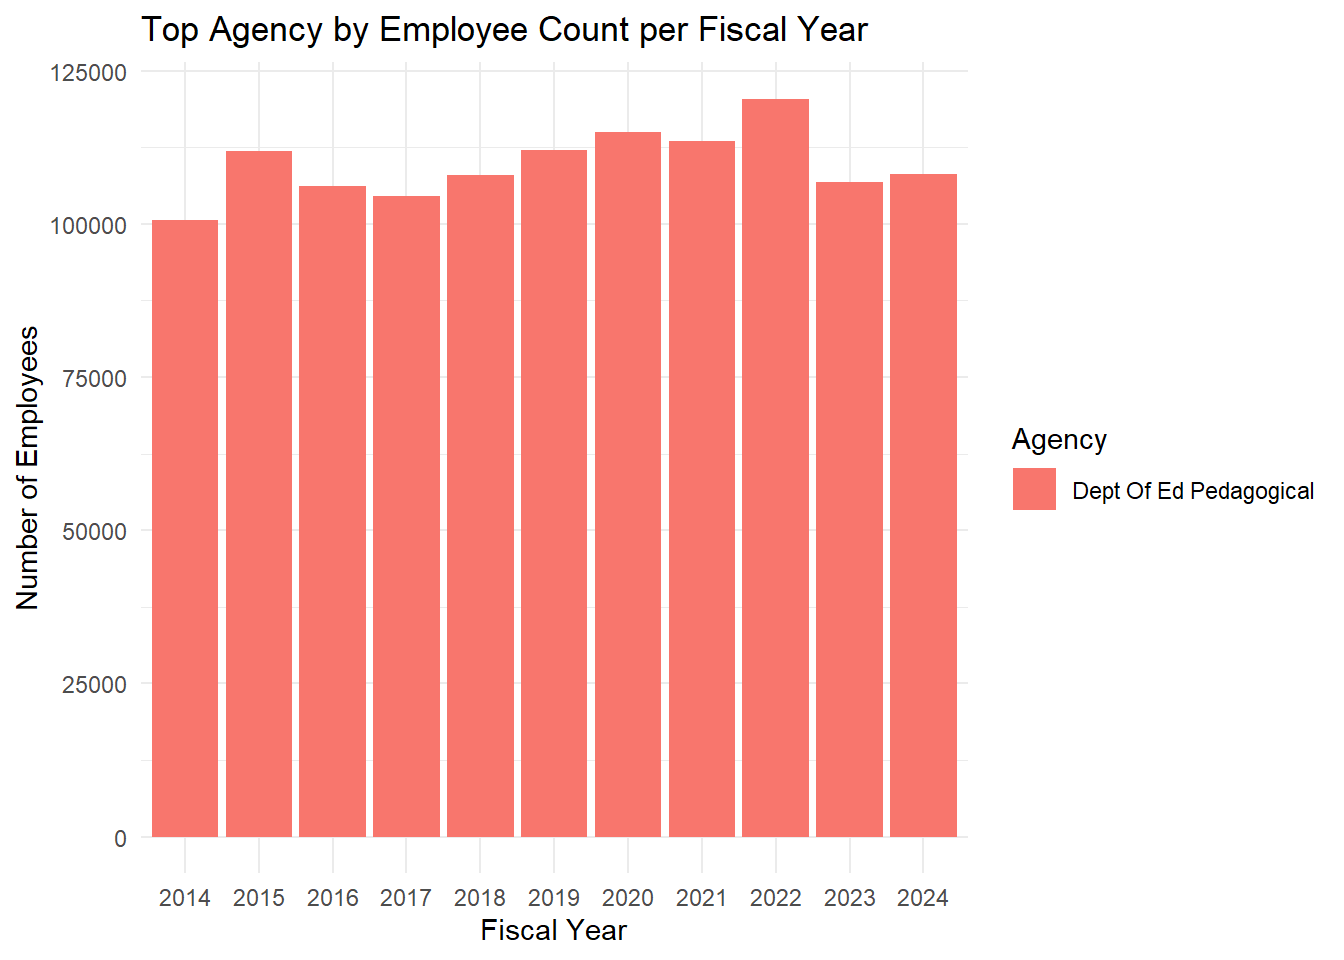 Top Agency by Employee Count per Fiscal Year
125000
100000
75000
50000
25000
0
Number of Employees
2014 2015 2016 2017 2018 2019 2020 2021 2022 2023 2024
Fiscal Year
Agency
Dept Of Ed Pedagogical